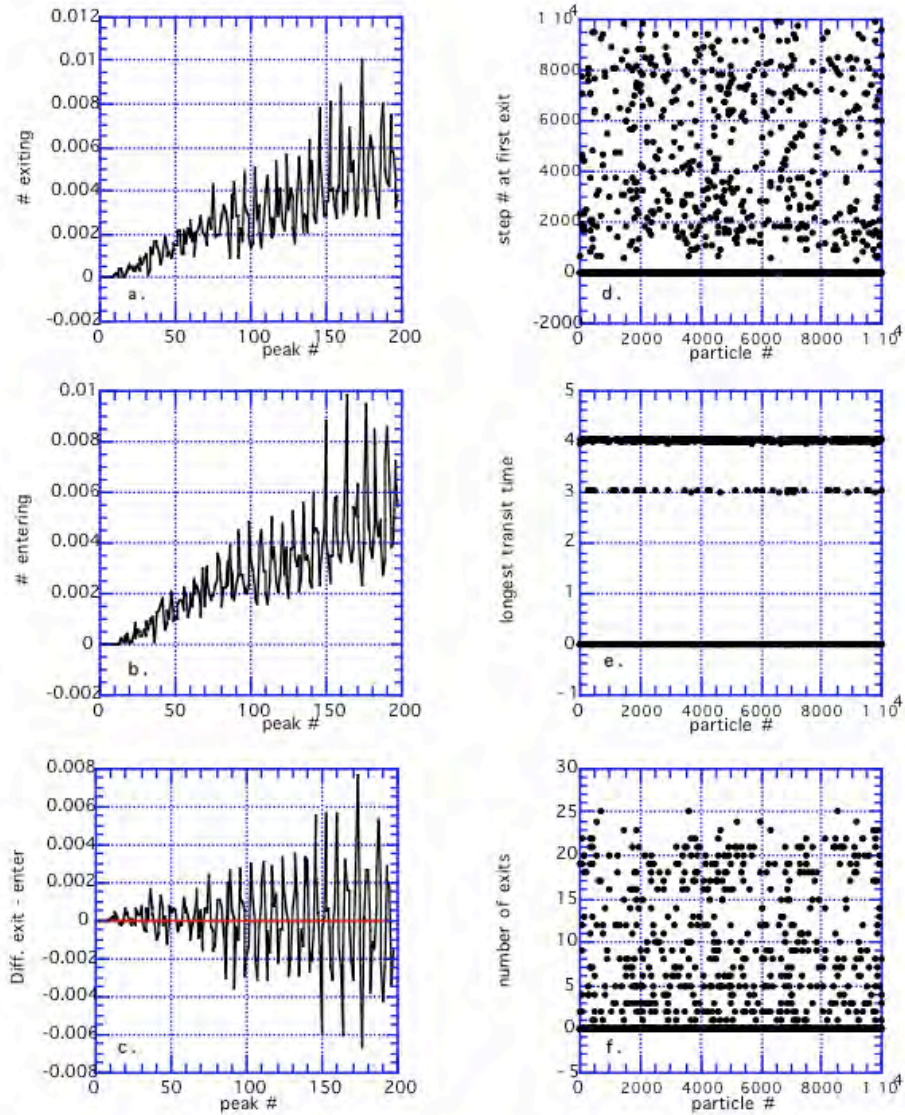 0.012
0.01
0.008
0.006
0.004
0.002
0
-0.002
# exiting
a.
0 50 100 150 200
peak #
1 10^4
8000
6000
4000
2000
0
-2000
step # at first exit
d.
0 2000 4000 6000 8000 10^4
particle #
0.01
0.008
0.006
0.004
0.002
0
-0.002
# entering
b.
0 50 100 150 200
peak #
5
4
3
2
1
0
-1
longest transit time
e.
0 2000 4000 6000 8000 10^4
particle #
0.008
0.006
0.004
0.002
0
-0.002
-0.004
-0.006
-0.008
Diff. exit - enter
c.
0 50 100 150 200
peak #
30
25
20
15
10
5
0
-5
number of exits
f.
0 2000 4000 6000 8000 10^4
particle #